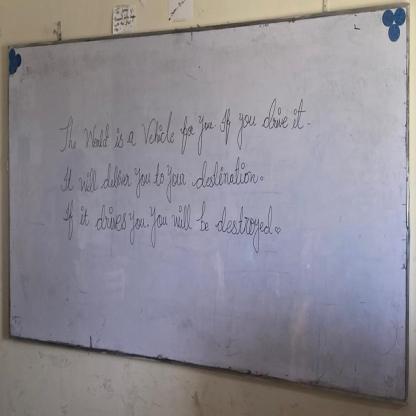 The World is a Vehicle for you. If you drive it.
It will deliver you to your destination.
If it drives you. You will be destroyed.